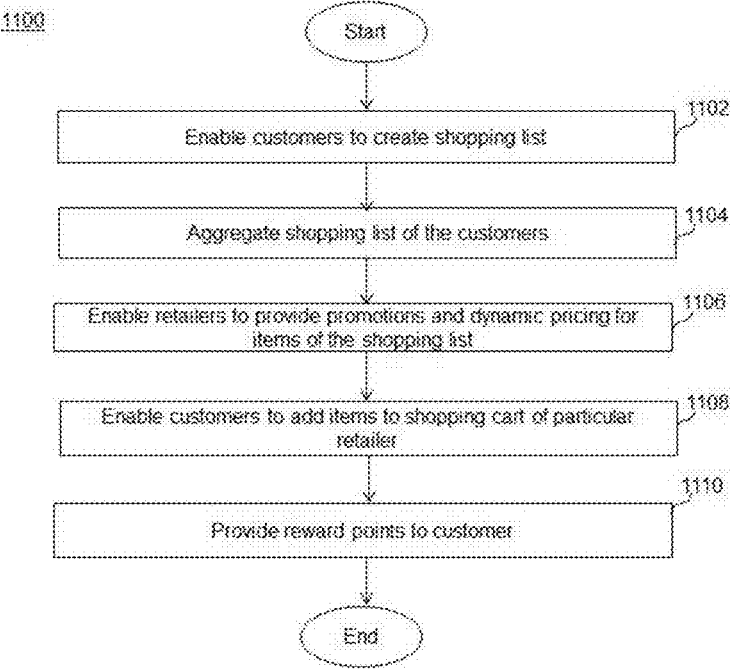 1100
Start
1102
Enable customers to create shopping list
1104
Aggregate shopping list of the customers
1106
Enable retailers to provide promotions and dynamic pricing for
items of the shopping list
1108
Enable customers to add items to shopping cart of particular
retailer
1110
Provide reward points to customer
End